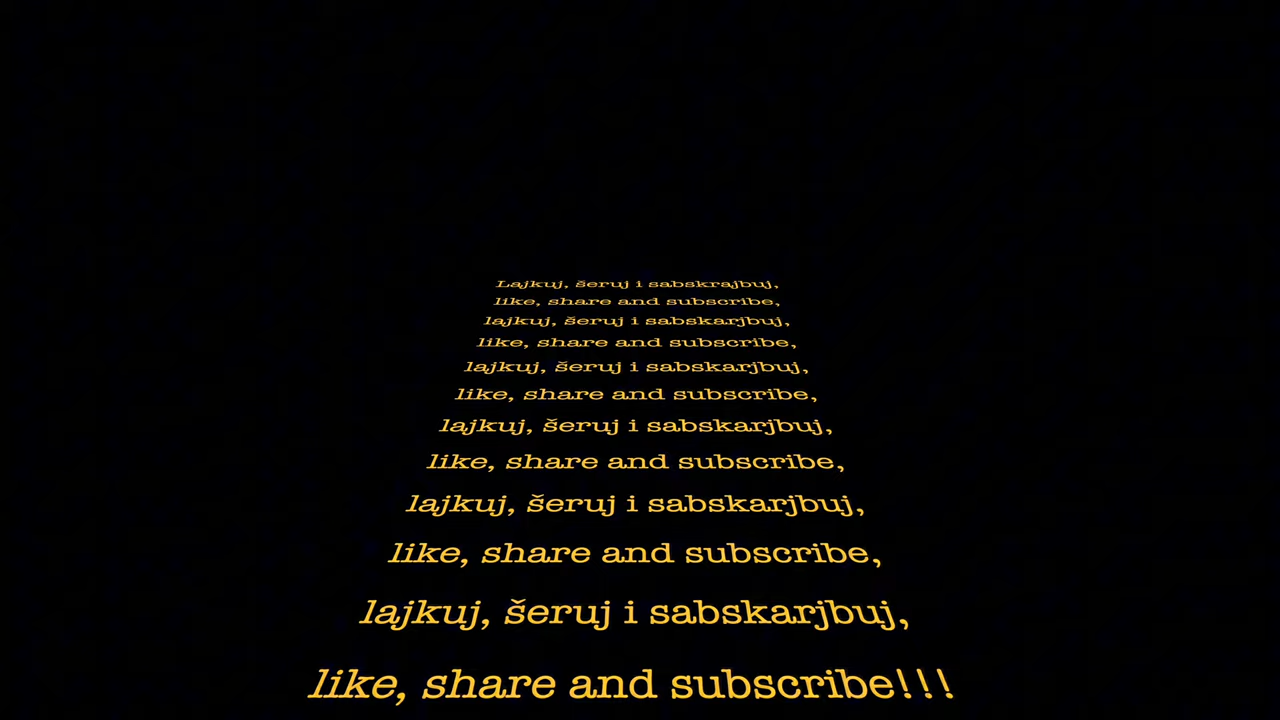 Lajkuj, šeruj i sabskrajbuj,
like, share and subscribe,
lajkuj, šeruj i sabskarjbuj,
like, share and subscribe,
lajkuj, šeruj i sabskarjbuj,
like, share and subscribe,
lajkuj, šeruj i sabskarjbuj,
like, share and subscribe,
lajkuj, šeruj i sabskarjbuj,
like, share and subscribe,
lajkuj, šeruj i sabskarjbuj,
like, share and subscribe!!!